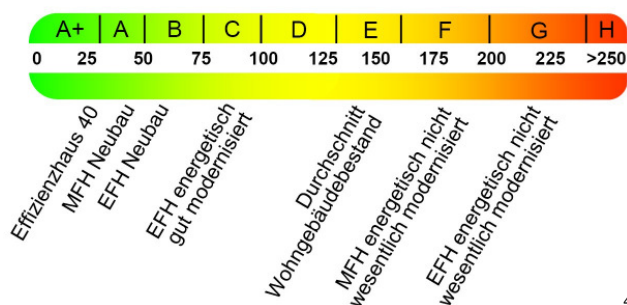 A+ A B C D E F G H
0 25 50 75 100 125 150 175 200 225 >250
Effizienzhaus 40
MFH Neubau
EFH Neubau
EFH energetisch
gut modernisiert
Durchschnitt
Wohngebäudebestand
MFH energetisch nicht
wesentlich modernisiert
EFH energetisch nicht
wesentlich modernisiert